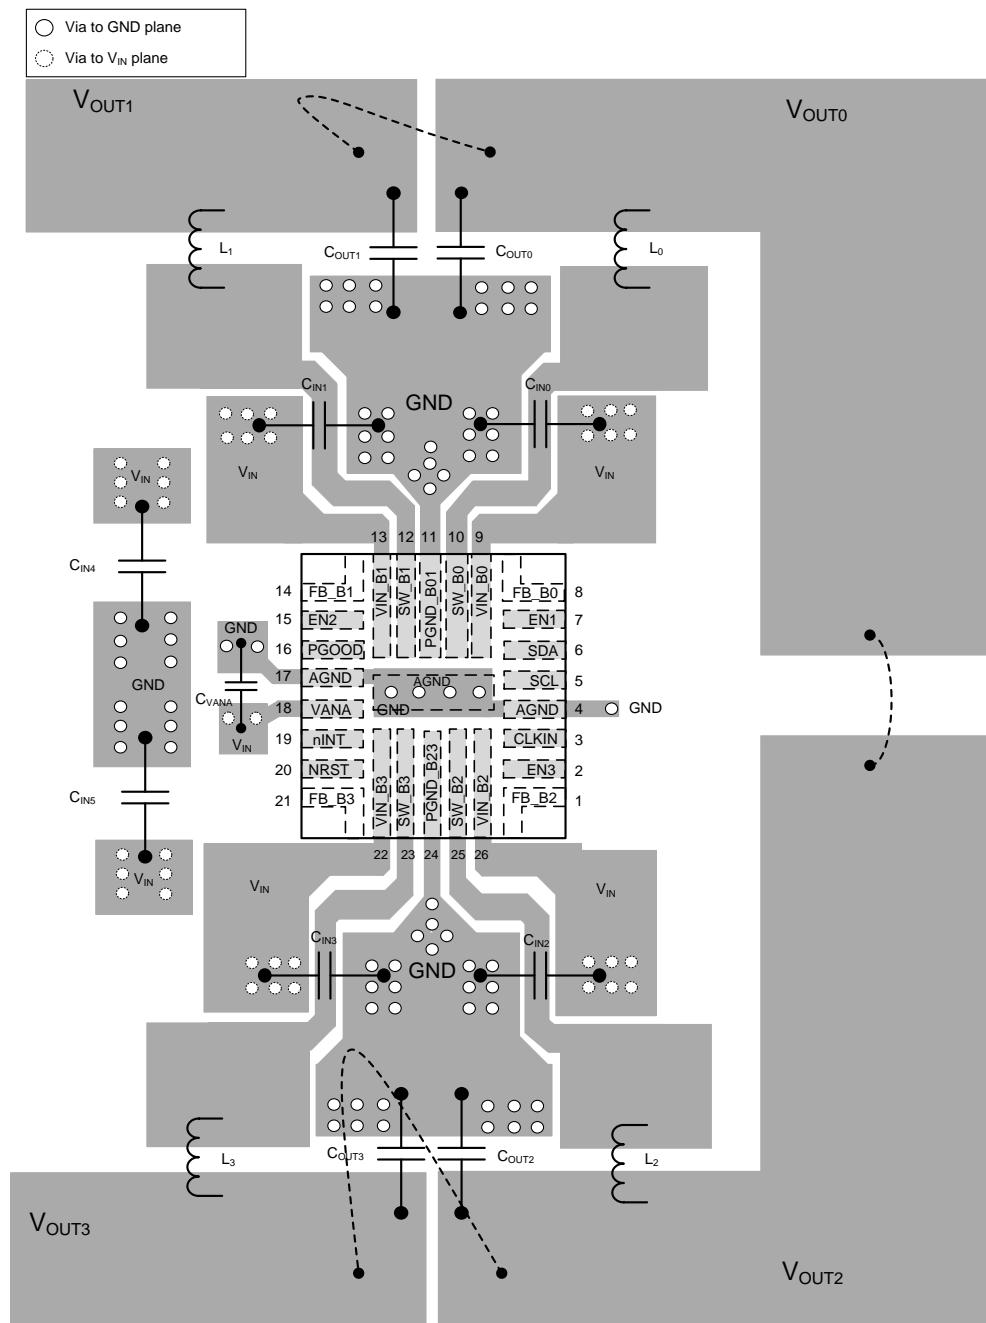 Via to GND plane
Via to VIN plane
VOUT1
VOUT0
L1
COUT1
COUT0
L0
CIN1
GND
CIN0
VIN
VIN
VIN
CIN4
13
12
11
10
9
VIN_B1
SW_B1
PGND_B01
SW_B0
VIN_B0
14
FB_B1
FB_B0
8
15
EN2
EN1
7
GND
16
PGOOD
SDA
6
17
AGND
AGND
SCL
5
GND
CVANA
18
VANA
GND
AGND
4
GND
VIN
19
nINT
CLKIN
3
20
NRST
EN3
2
CIN5
21
FB_B3
FB_B2
1
VIN_B3
SW_B3
PGND_B23
SW_B2
VIN_B2
22
23
24
25
26
VIN
VIN
VIN
CIN3
GND
CIN2
L3
COUT3
COUT2
L2
VOUT3
VOUT2